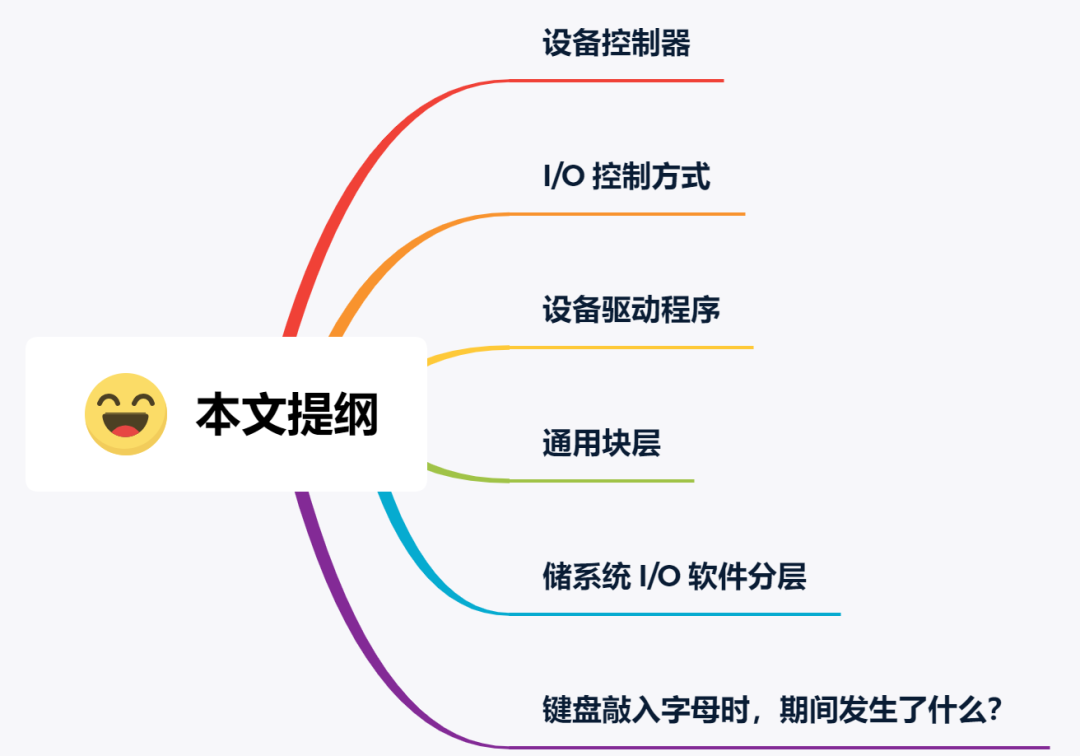 设备控制器
I/O 控制方式
设备驱动程序
本文提纲
通用块层
储系统 I/O 软件分层
键盘敲入字母时，期间发生了什么？